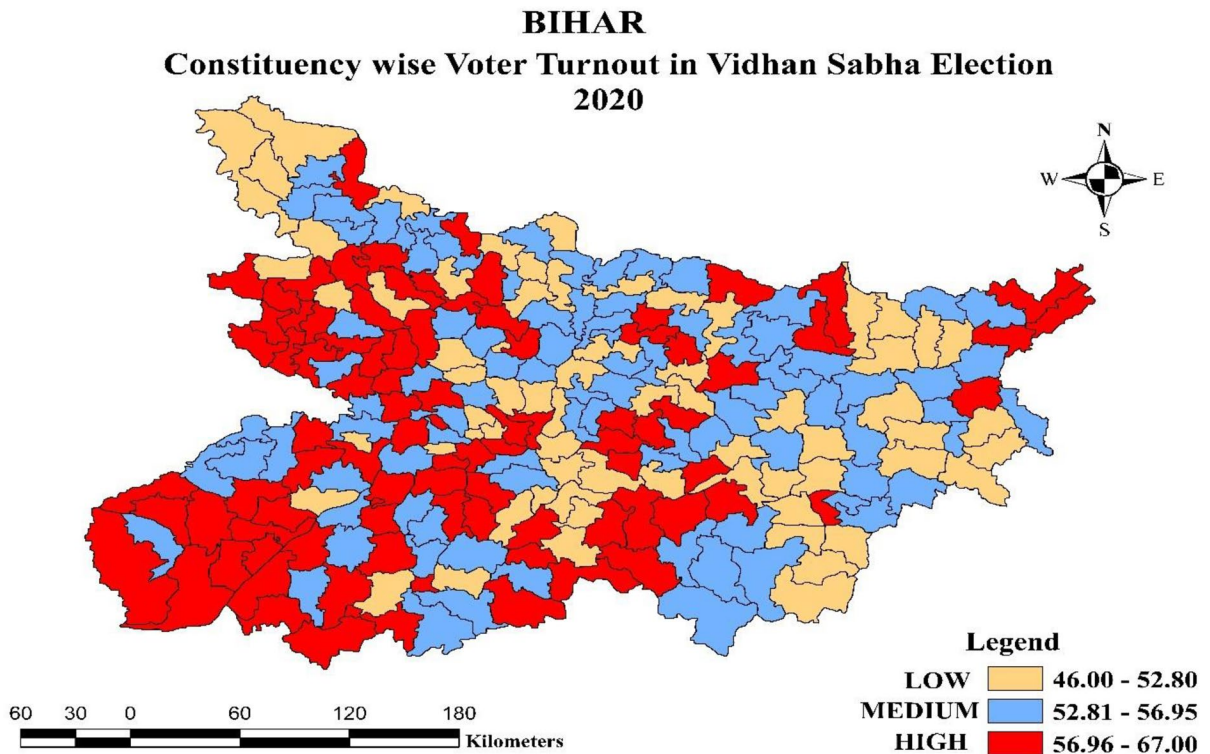 BIHAR
Constituency wise Voter Turnout in Vidhan Sabha Election
2020
N
W E
S
Legend
LOW 46.00 - 52.80
MEDIUM 52.81 - 56.95
HIGH 56.96 - 67.00
60 30 0 60 120 180
Kilometers